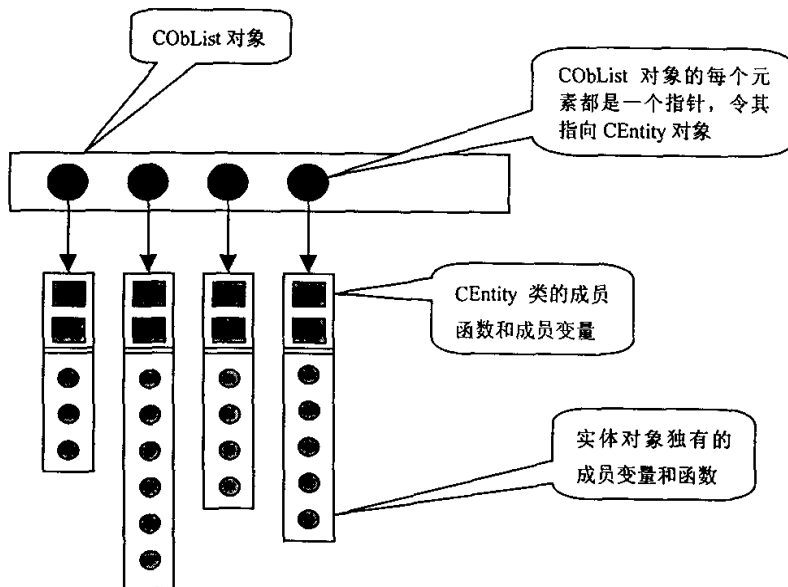 CObList 对象
CObList 对象的每个元
素都是一个指针，令其
指向 CEntity 对象
CEntity 类的成员
函数和成员变量
实体对象独有的
成员变量和函数